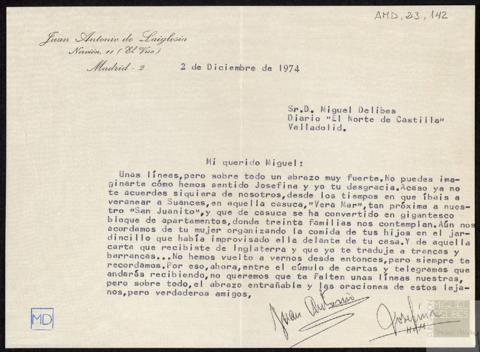 AMD, 23, 142
Juan Antonio de Laiglesia
Nervión, 11 (El Viso)
Madrid - 2
2 de Diciembre de 1974
Sr.D. Miguel Delibes
Diario "El Norte de Castilla"
Valladolid.
Mi querido Miguel:
Unas líneas,pero sobre todo un abrazo muy fuerte.No puedes ima-
ginarte cómo hemos sentido Josefina y yo tu desgracia.Acaso ya no
te acuerdes siquiera de nosotros,desde los tiempos en que íbais a
veranear a Suances,en aquella casuca,"Vera Mar",tan próxima a nues-
tro "San Juanito",y que de casuca se ha convertido en gigantesco
bloque de apartamentos,donde treinta familias nos contemplan.Aún nos
acordamos de tu mujer organizando la comida de tus hijos en el jar-
dincillo que había improvisado ella delante de tu casa.Y de aquella
carta que recibiste de Inglaterra y que yo te traduje a trancas y
barrancas...No hemos vuelto a vernos desde entonces,pero siempre te
recordamos.Por eso,ahora,entre el cúmulo de cartas y telegramas que
andarás recibiendo,no queremos que te falten unas líneas nuestras,
pero sobre todo,el abrazo entrañable y las oraciones de estos leja-
nos,pero verdaderos amigos,
Juan Antonio
Josefina
MD